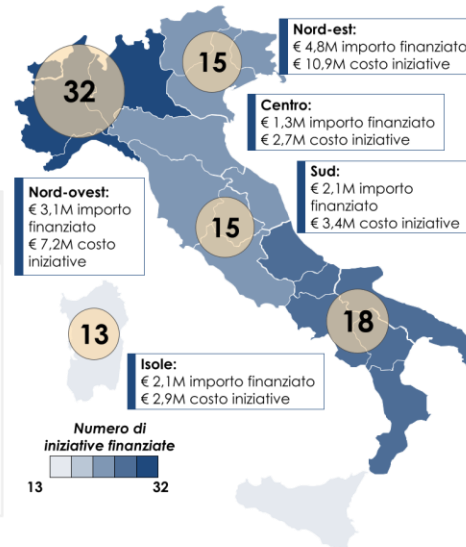 Nord-est:
€ 4,8M importo finanziato
€ 10,9M costo iniziative
15
32
Centro:
€ 1,3M importo finanziato
€ 2,7M costo iniziative
Sud:
€ 2,1M importo
finanziato
€ 3,4M costo iniziative
Nord-ovest:
€ 3,1M importo
finanziato
€ 7,2M costo
iniziative
15
13
18
Isole:
€ 2,1M importo finanziato
€ 2,9M costo iniziative
Numero di
iniziative finanziate
13 32